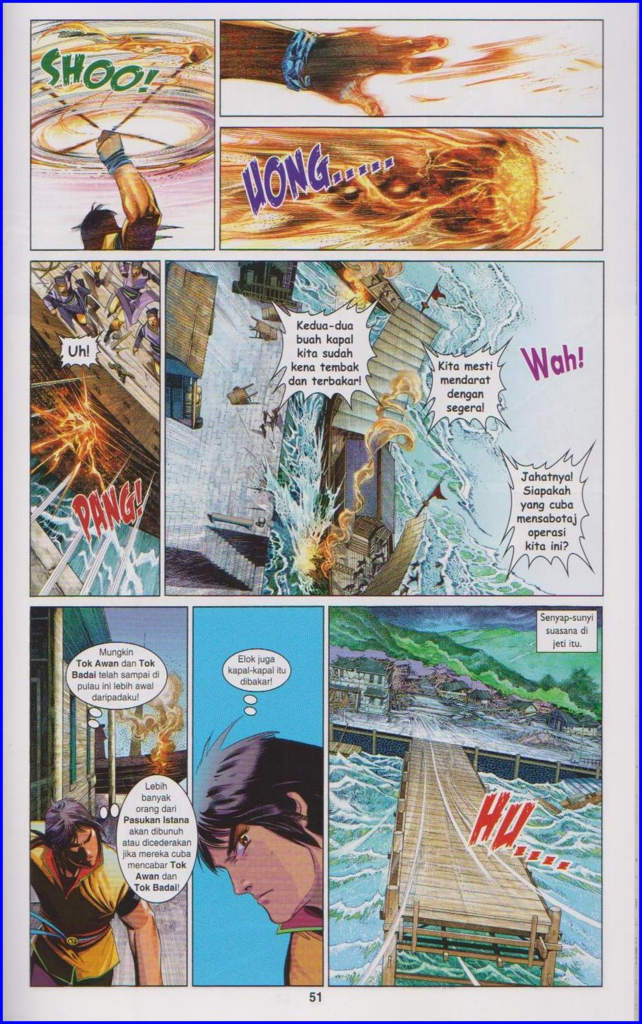 SHOO!
UONG.....
Uh!
PANG!
Kedua-dua
buah kapal
kita sudah
kena tembak
dan terbakar!
Kita mesti
mendarat
dengan
segera!
Wah!
Jahatnya!
Siapakah
yang cuba
mensabotaj
operasi
kita ini?
Mungkin
Tok Awan dan Tok
Badai telah sampai di
pulau ini lebih awal
daripadaku!
Lebih
banyak
orang dari
Pasukan Istana
akan dibunuh
atau dicederakan
jika mereka cuba
mencabar Tok
Awan dan
Tok Badai!
Elok juga
kapal-kapal itu
dibakar!
Senyap-sunyi
suasana di
jeti itu.
HU....
51